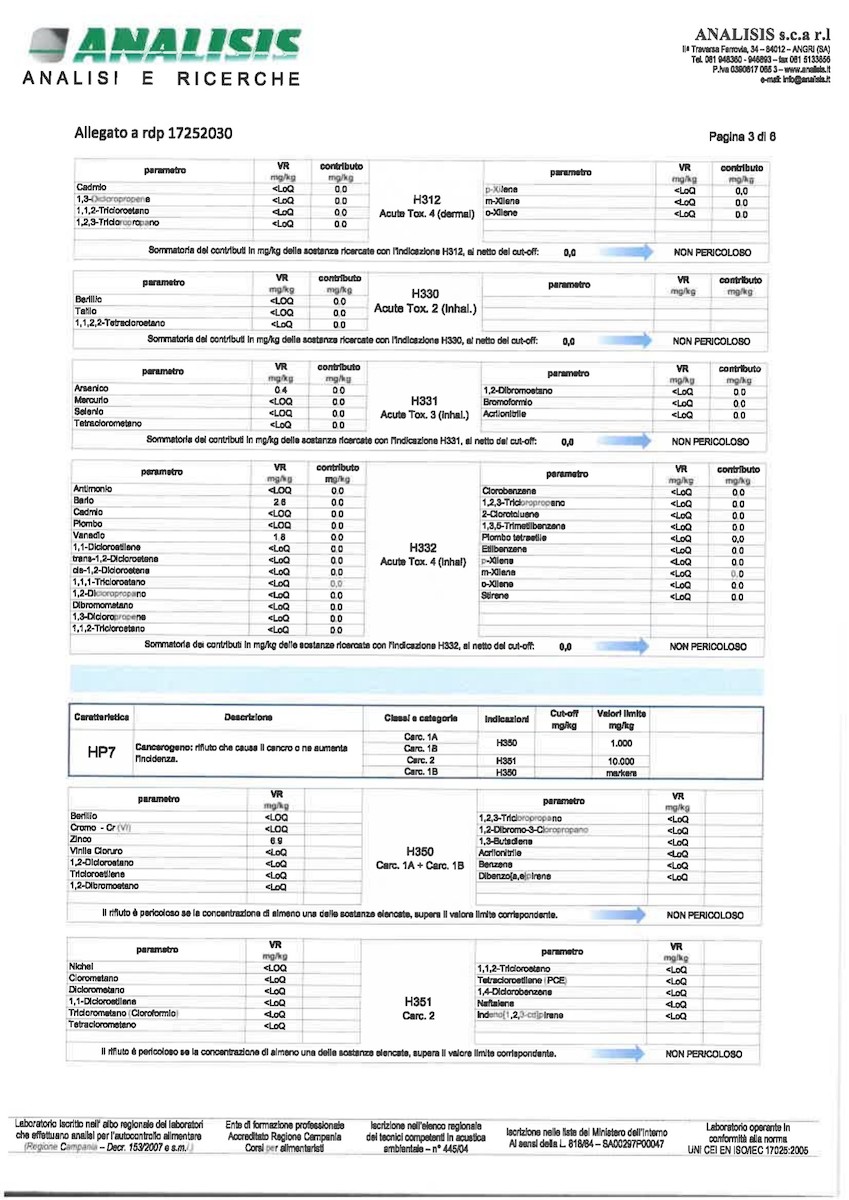 ANALISIS
ANALISI E RICERCHE
ANALISIS s.c.a r.l
IIª Traversa Ferrovia, 34 – 84012 – ANGRI (SA)
Tel. 081 948360 - 946893 – fax 081 5133856
P.iva 0390617 065 3 – www.analisis.it
e-mail: info@analisis.it
Allegato a rdp 17252030
Pagina 3 di 6
parametro VR contributo parametro VR contributo
mg/kg mg/kg mg/kg mg/kg
H312
Acute Tox. 4 (dermal)
Cadmio <LoQ 0.0 p-Xilene <LoQ 0,0
1,3-Dicloropropene <LoQ 0.0 m-Xilene <LoQ 0.0
1,1,2-Tricloroetano <LoQ 0.0 o-Xilene <LoQ 0.0
1,2,3-Tricloropropano <LoQ 0.0
Sommatoria dei contributi in mg/kg delle sostanze ricercate con l'indicazione H312, al netto del cut-off: 0,0 NON PERICOLOSO
parametro VR contributo parametro VR contributo
mg/kg mg/kg mg/kg mg/kg
H330
Acute Tox. 2 (inhal.)
Berillio <LOQ 0.0
Tallio <LOQ 0.0
1,1,2,2-Tetracloroetano <LoQ 0.0
Sommatoria dei contributi in mg/kg delle sostanze ricercate con l'indicazione H330, al netto del cut-off: 0,0 NON PERICOLOSO
parametro VR contributo parametro VR contributo
mg/kg mg/kg mg/kg mg/kg
H331
Acute Tox. 3 (inhal.)
Arsenico 0.4 0.0 1,2-Dibromoetano <LoQ 0.0
Mercurio <LOQ 0.0 Bromoformio <LoQ 0.0
Selenio <LOQ 0.0 Acrilonitrile <LoQ 0.0
Tetraclorometano <LoQ 0.0
Sommatoria dei contributi in mg/kg delle sostanze ricercate con l'indicazione H331, al netto del cut-off: 0,0 NON PERICOLOSO
parametro VR contributo parametro VR contributo
mg/kg mg/kg mg/kg mg/kg
H332
Acute Tox. 4 (inhal)
Antimonio <LOQ 0.0 Clorobenzene <LoQ 0.0
Bario 2.6 0.0 1,2,3-Tricloropropano <LoQ 0.0
Cadmio <LOQ 0.0 2-Clorotoluene <LoQ 0.0
Piombo <LOQ 0.0 1,3,5-Trimetilbenzene <LoQ 0.0
Vanadio 1.8 0.0 Piombo tetraetile <LoQ 0,0
1,1-Dicloroetilene <LoQ 0.0 Etilbenzene <LoQ 0.0
trans-1,2-Dicloroetene <LoQ 0.0 p-Xilene <LoQ 0.0
cis-1,2-Dicloroetene <LoQ 0.0 m-Xilene <LoQ 0.0
1,1,1-Tricloroetano <LoQ 0,0 o-Xilene <LoQ 0.0
1,2-Dicloropropano <LoQ 0.0 Stirene <LoQ 0.0
Dibromometano <LoQ 0.0
1,3-Dicloropropene <LoQ 0.0
1,1,2-Tricloroetano <LoQ 0.0
Sommatoria dei contributi in mg/kg delle sostanze ricercate con l'indicazione H332, al netto del cut-off: 0,0 NON PERICOLOSO
Caratteristica Descrizione Classi e categorie Indicazioni Cut-off Valori limite
mg/kg mg/kg
HP7 Cancerogeno: rifiuto che causa il cancro o ne aumenta
l'incidenza.
Carc. 1A
Carc. 1B H350 1.000
Carc. 2 H351 10.000
Carc. 1B H350 markers
parametro VR parametro VR
mg/kg mg/kg
H350
Carc. 1A ÷ Carc. 1B
Berillio <LOQ 1,2,3-Tricloropropano <LoQ
Cromo - Cr (VI) <LOQ 1,2-Dibromo-3-Cloropropano <LoQ
Zinco 6.9 1,3-Butadiene <LoQ
Vinile Cloruro <LoQ Acrilonitrile <LoQ
1,2-Dicloroetano <LoQ Benzene <LoQ
Tricloroetilene <LoQ Dibenzo[a,e]pirene <LoQ
1,2-Dibromoetano <LoQ
Il rifiuto è pericoloso se la concentrazione di almeno una delle sostanze elencate, supera il valore limite corrispondente. NON PERICOLOSO
parametro VR parametro VR
mg/kg mg/kg
H351
Carc. 2
Nichel <LOQ 1,1,2-Tricloroetano <LoQ
Clorometano <LoQ Tetracloroetilene (PCE) <LoQ
Diclorometano <LoQ 1,4-Diclorobenzene <LoQ
1,1-Dicloroetilene <LoQ Naftalene <LoQ
Triclorometano (Cloroformio) <LoQ Indeno[1,2,3-cd]pirene <LoQ
Tetraclorometano <LoQ
Il rifiuto è pericoloso se la concentrazione di almeno una delle sostanze elencate, supera il valore limite corrispondente. NON PERICOLOSO
Laboratorio iscritto nell' albo regionale dei laboratori
che effettuano analisi per l'autocontrollo alimentare
(Regione Campania – Decr. 153/2007 e s.m.i.)
Ente di formazione professionale
Accreditato Regione Campania
Corsi per alimentaristi
Iscrizione nell'elenco regionale
dei tecnici competenti in acustica
ambientale – n° 445/04
Iscrizione nelle liste del Ministero dell'Interno
Ai sensi della L. 818/84 – SA00297P00047
Laboratorio operante in
conformità alla norma
UNI CEI EN ISO/IEC 17025:2005